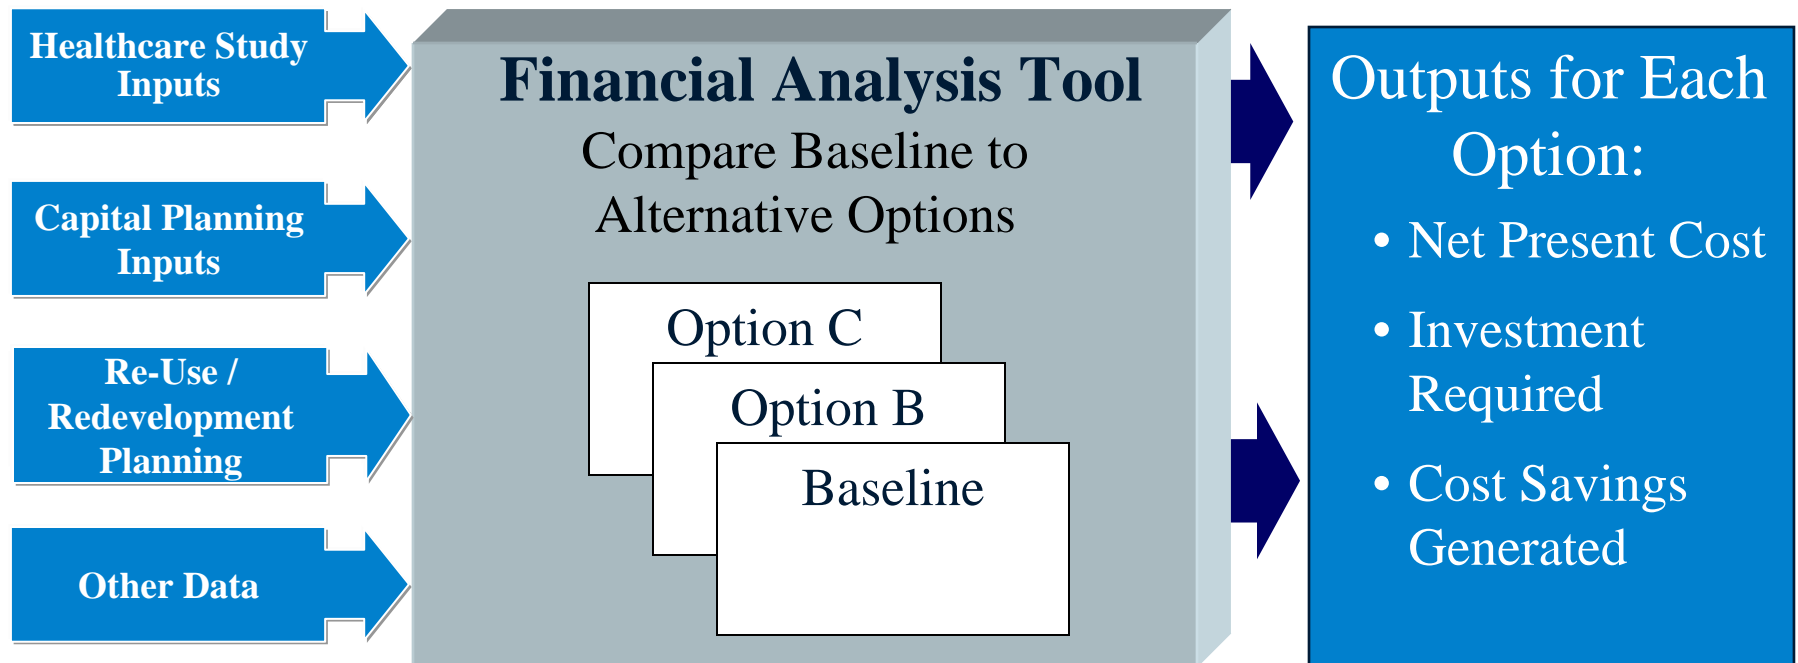 Healthcare Study
Inputs
Capital Planning
Inputs
Re-Use /
Redevelopment
Planning
Other Data
Financial Analysis Tool
Compare Baseline to
Alternative Options
Option C
Option B
Baseline
Outputs for Each
Option:
• Net Present Cost
• Investment
Required
• Cost Savings
Generated